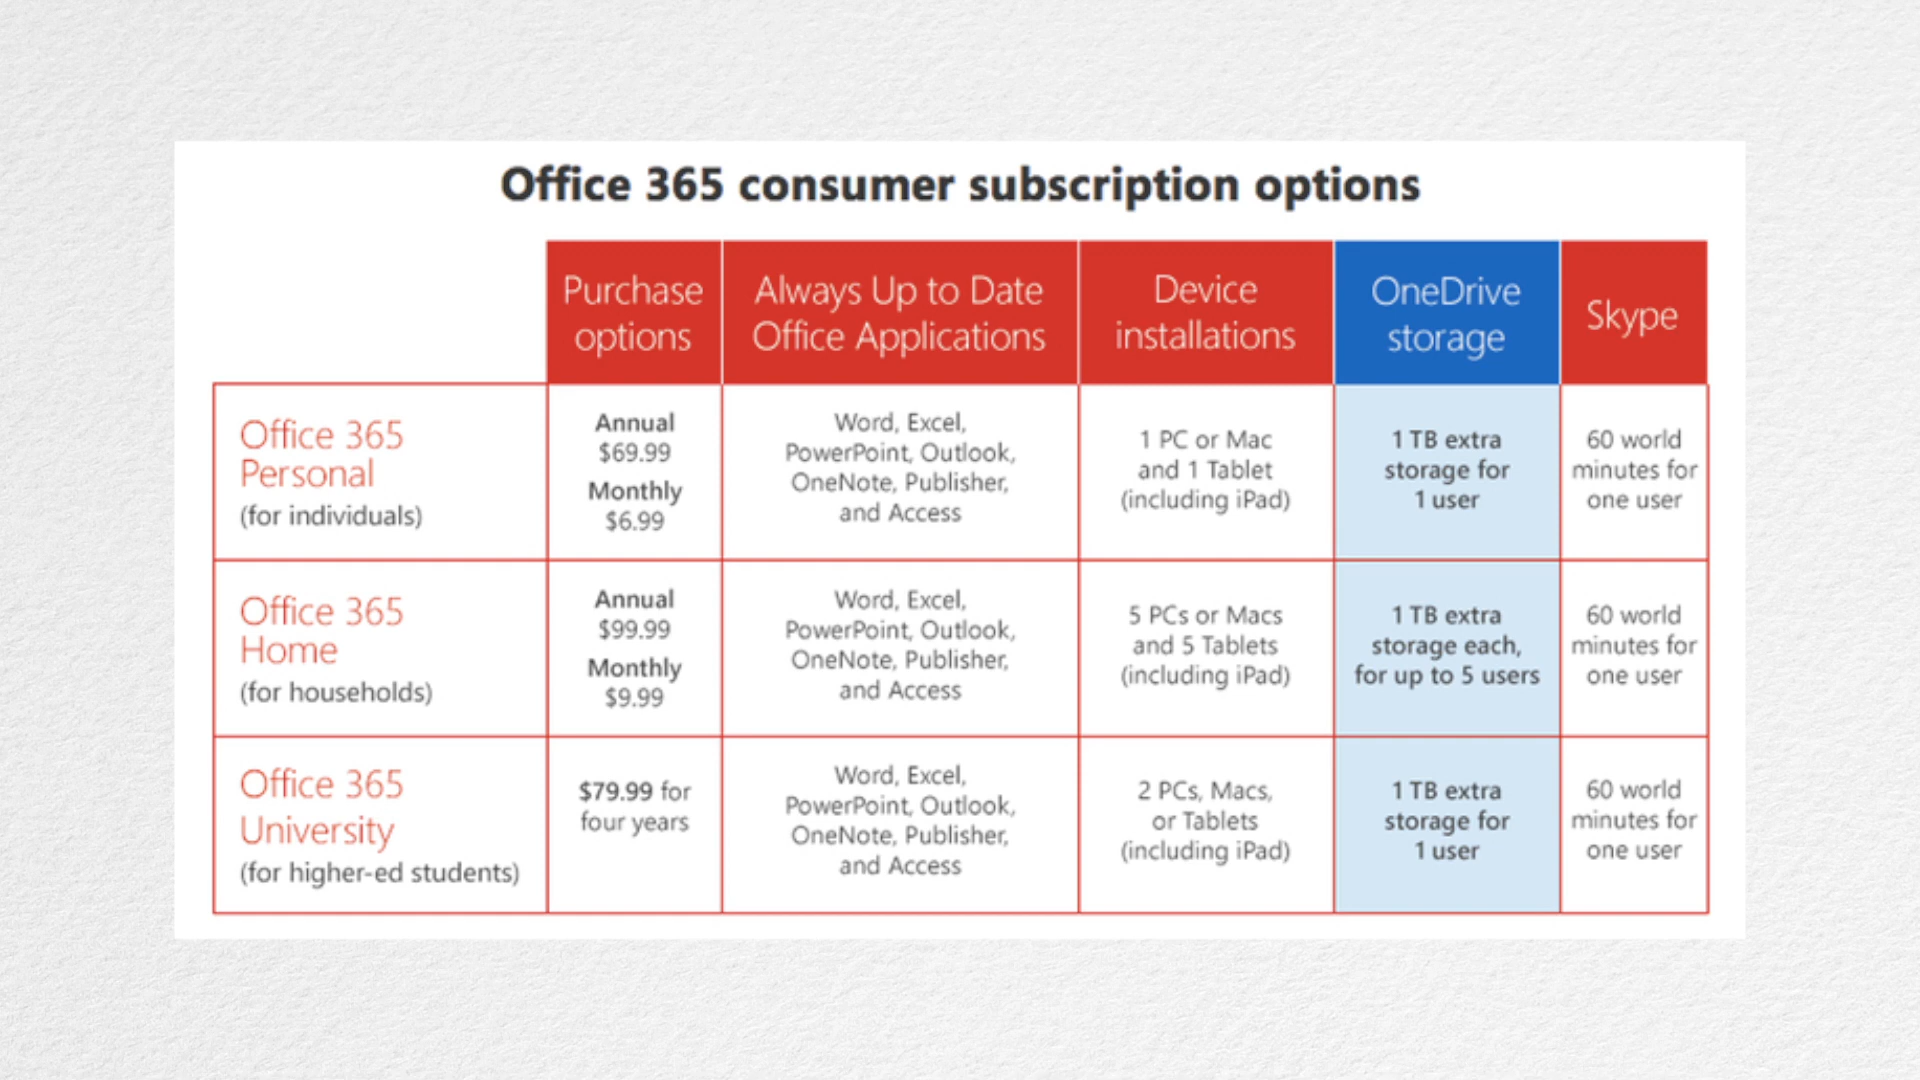 Office 365 consumer subscription options
Purchase
options
Always Up to Date
Office Applications
Device
installations
OneDrive
storage
Skype
Office 365
Personal
(for individuals)
Annual
$69.99
Monthly
$6.99
Word, Excel,
PowerPoint, Outlook,
OneNote, Publisher,
and Access
1 PC or Mac
and 1 Tablet
(including iPad)
1 TB extra
storage for
1 user
60 world
minutes for
one user
Office 365
Home
(for households)
Annual
$99.99
Monthly
$9.99
Word, Excel,
PowerPoint, Outlook,
OneNote, Publisher,
and Access
5 PCs or Macs
and 5 Tablets
(including iPad)
1 TB extra
storage each,
for up to 5 users
60 world
minutes for
one user
Office 365
University
(for higher-ed students)
$79.99 for
four years
Word, Excel,
PowerPoint, Outlook,
OneNote, Publisher,
and Access
2 PCs, Macs,
or Tablets
(including iPad)
1 TB extra
storage for
1 user
60 world
minutes for
one user